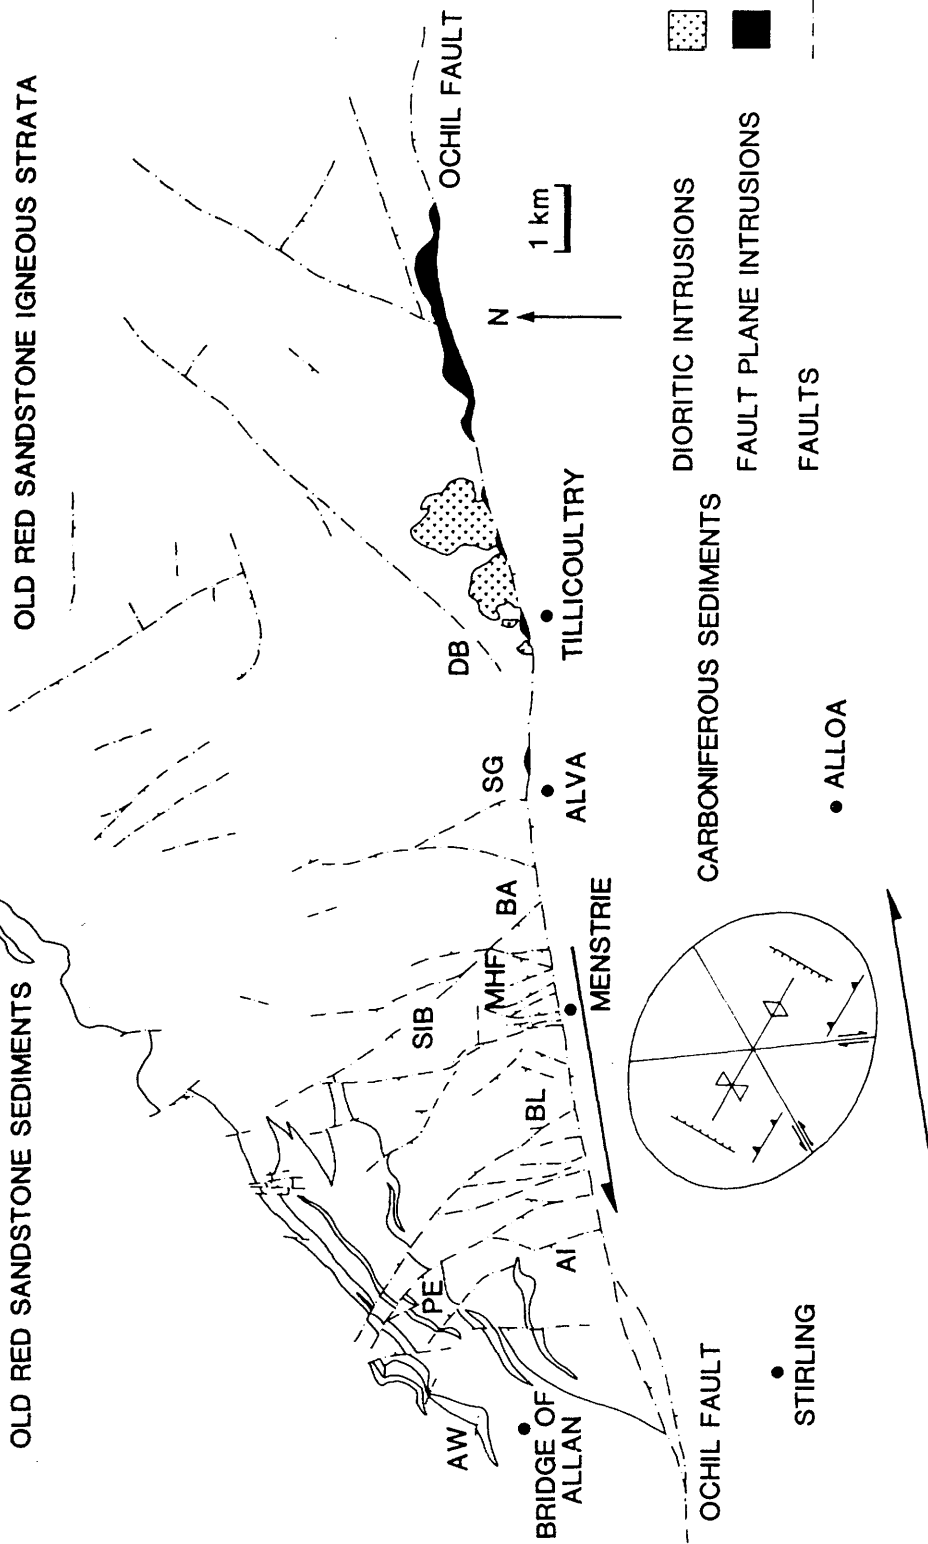 OLD RED SANDSTONE SEDIMENTS
OLD RED SANDSTONE IGNEOUS STRATA
OCHIL FAULT
AW
PE
SIB
MHF
BA
SG
DB
BRIDGE OF
ALLAN
AI
BL
N
1 km
MENSTRIE
ALVA
TILLICOULTRY
OCHIL FAULT
STIRLING
CARBONIFEROUS SEDIMENTS
ALLOA
DIORITIC INTRUSIONS
FAULT PLANE INTRUSIONS
FAULTS